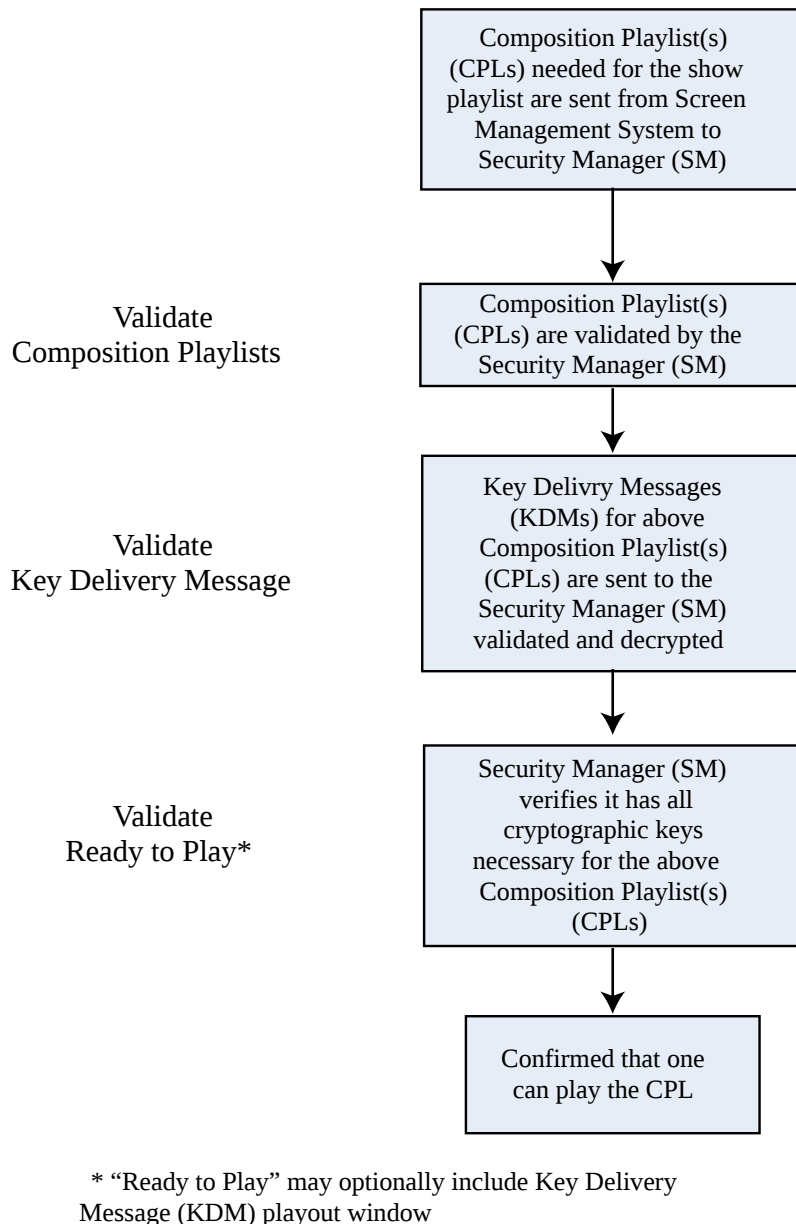 Composition Playlist(s)
(CPLs) needed for the show
playlist are sent from Screen
Management System to
Security Manager (SM)
Validate
Composition Playlists
Composition Playlist(s)
(CPLs) are validated by the
Security Manager (SM)
Validate
Key Delivery Message
Key Delivry Messages
(KDMs) for above
Composition Playlist(s)
(CPLs) are sent to the
Security Manager (SM)
validated and decrypted
Validate
Ready to Play*
Security Manager (SM)
verifies it has all
cryptographic keys
necessary for the above
Composition Playlist(s)
(CPLs)
Confirmed that one
can play the CPL
* “Ready to Play” may optionally include Key Delivery
Message (KDM) playout window